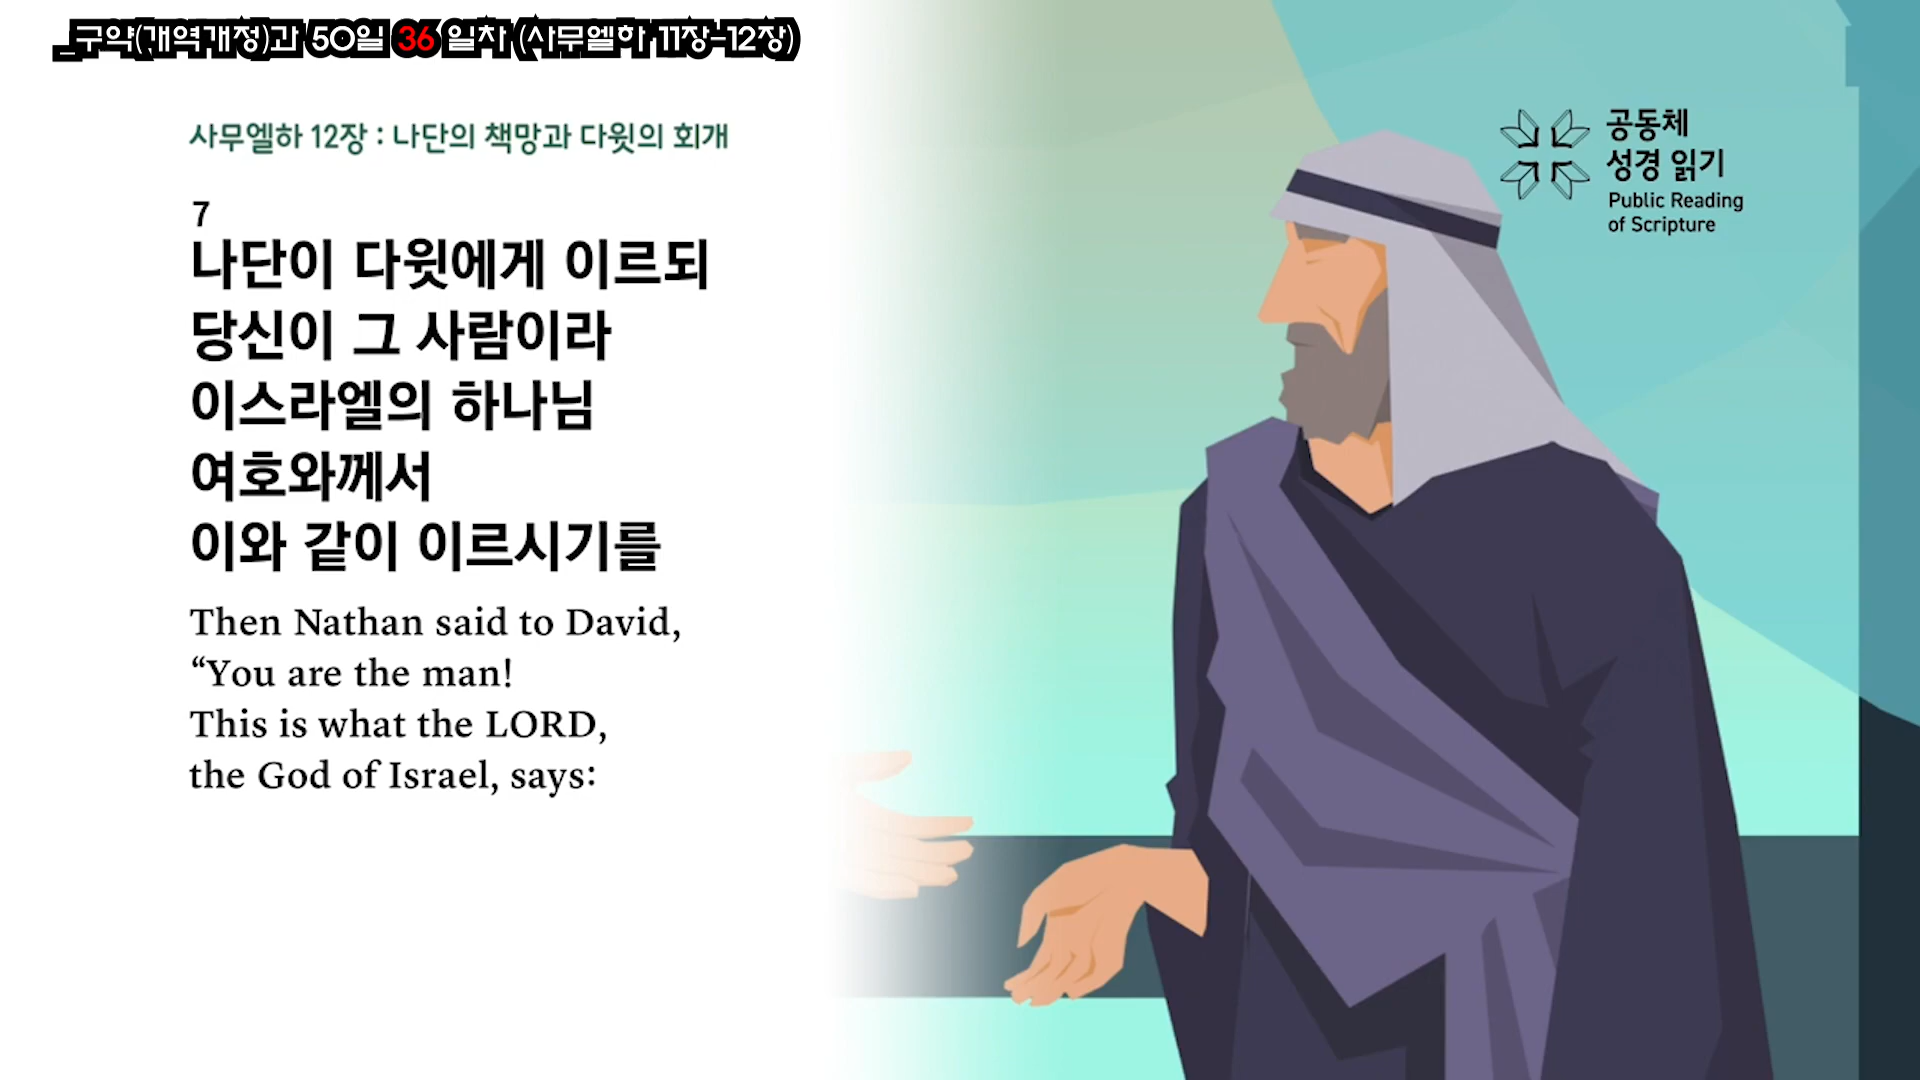 _구약(개역개정)과 50일 36 일차 (사무엘하 11장-12장)
공동체
성경 읽기
Public Reading
of Scripture
사무엘하 12장 : 나단의 책망과 다윗의 회개
7
나단이 다윗에게 이르되
당신이 그 사람이라
이스라엘의 하나님
여호와께서
이와 같이 이르시기를
Then Nathan said to David,
“You are the man!
This is what the LORD,
the God of Israel, says: